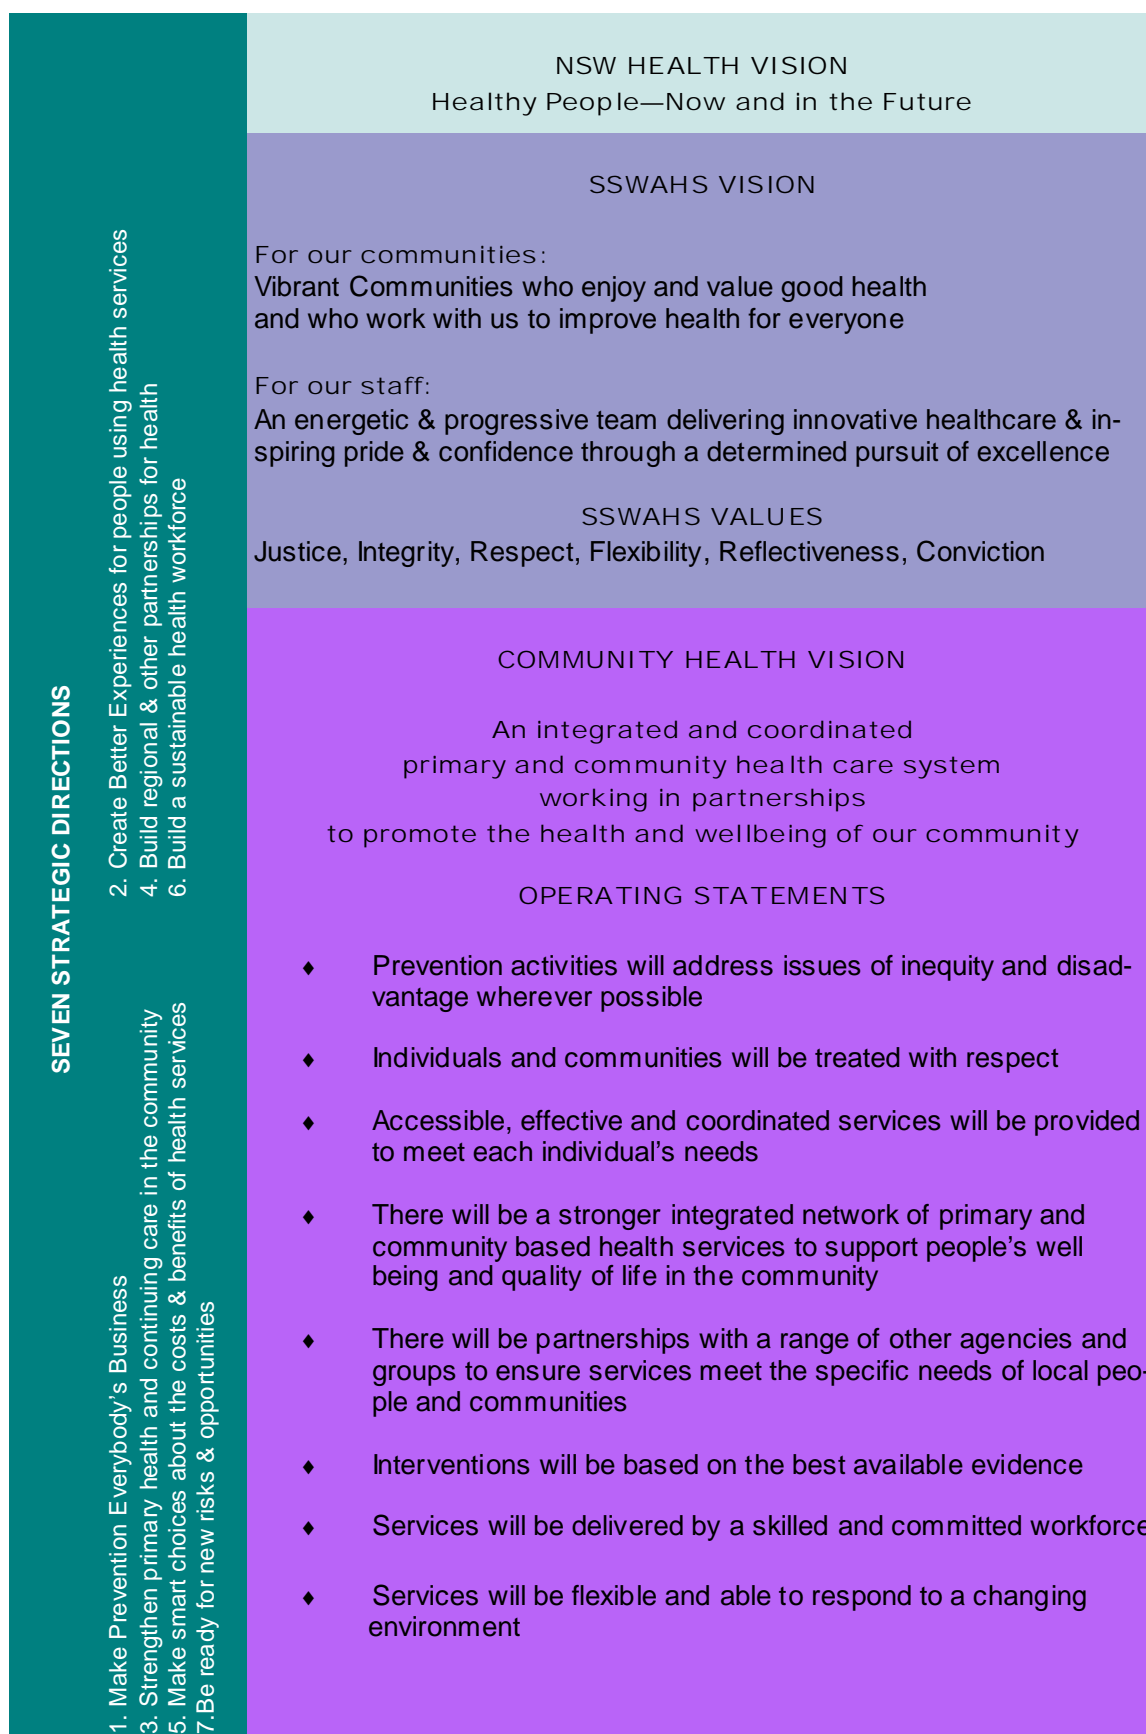 SEVEN STRATEGIC DIRECTIONS
1. Make Prevention Everybody's Business
2. Create Better Experiences for people using health services
3. Strengthen primary health and continuing care in the community
4. Build regional & other partnerships for health
5. Make smart choices about the costs & benefits of health services
6. Build a sustainable health workforce
7.Be ready for new risks & opportunities
NSW HEALTH VISION
Healthy People—Now and in the Future
SSWAHS VISION
For our communities:
Vibrant Communities who enjoy and value good health
and who work with us to improve health for everyone
For our staff:
An energetic & progressive team delivering innovative healthcare & in-
spiring pride & confidence through a determined pursuit of excellence
SSWAHS VALUES
Justice, Integrity, Respect, Flexibility, Reflectiveness, Conviction
COMMUNITY HEALTH VISION
An integrated and coordinated
primary and community health care system
working in partnerships
to promote the health and wellbeing of our community
OPERATING STATEMENTS
♦ Prevention activities will address issues of inequity and disad-
vantage wherever possible
♦ Individuals and communities will be treated with respect
♦ Accessible, effective and coordinated services will be provided
to meet each individual's needs
♦ There will be a stronger integrated network of primary and
community based health services to support people's well
being and quality of life in the community
♦ There will be partnerships with a range of other agencies and
groups to ensure services meet the specific needs of local peo-
ple and communities
♦ Interventions will be based on the best available evidence
♦ Services will be delivered by a skilled and committed workforce
♦ Services will be flexible and able to respond to a changing
environment